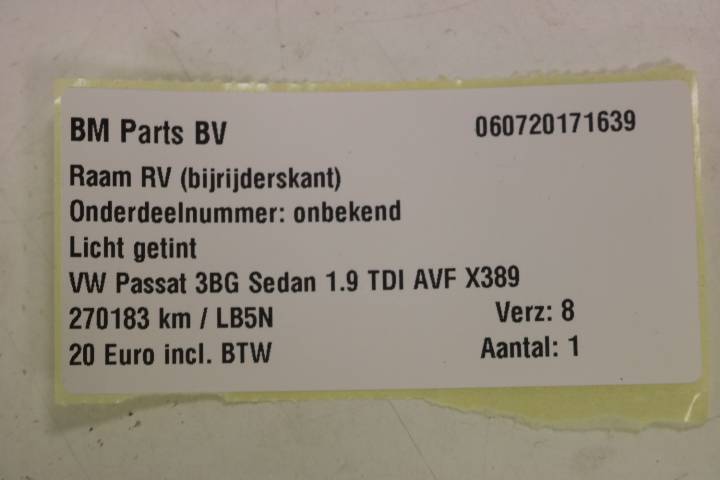 BM Parts BV 060720171639
Raam RV (bijrijderskant)
Onderdeelnummer: onbekend
Licht getint
VW Passat 3BG Sedan 1.9 TDI AVF X389
270183 km / LB5N Verz: 8
20 Euro incl. BTW Aantal: 1